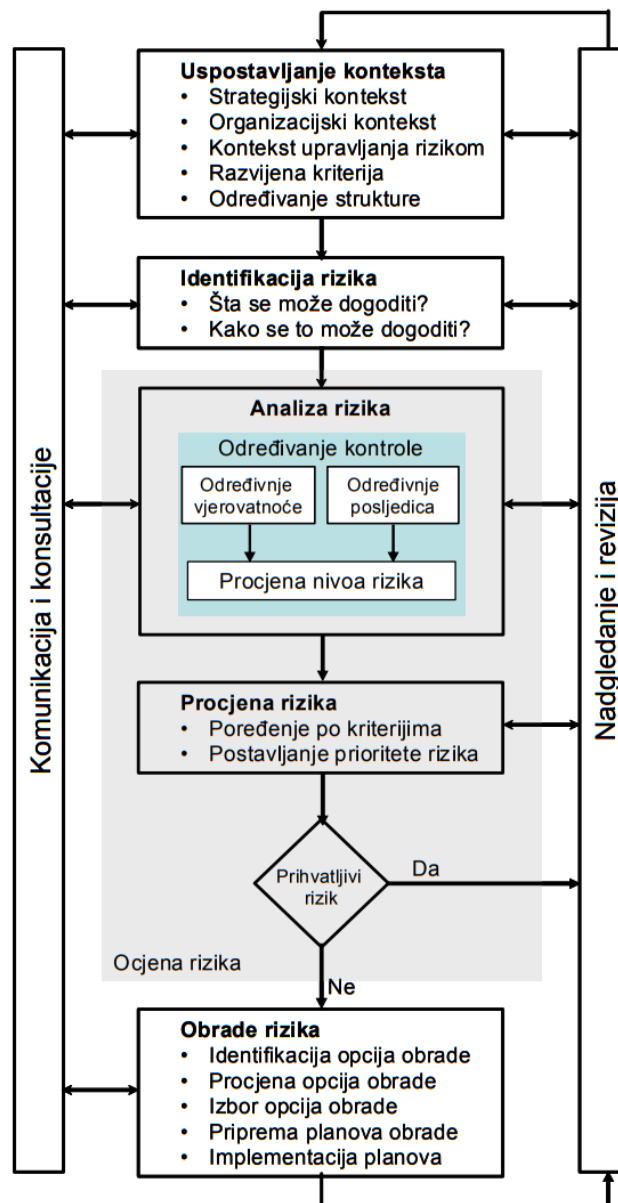 Komunikacija i konsultacije
Uspostavljanje konteksta
• Strategijski kontekst
• Organizacijski kontekst
• Kontekst upravljanja rizikom
• Razvijena kriterija
• Određivanje strukture
Identifikacija rizika
• Šta se može dogoditi?
• Kako se to može dogoditi?
Analiza rizika
Određivanje kontrole
Određivnje
vjerovatnoće
Određivnje
posljedica
Procjena nivoa rizika
Procjena rizika
• Poređenje po kriterijima
• Postavljanje prioritete rizika
Prihvatljivi
rizik
Da
Ocjena rizika
Ne
Obrade rizika
• Identifikacija opcija obrade
• Procjena opcija obrade
• Izbor opcija obrade
• Priprema planova obrade
• Implementacija planova
Nadgledanje i revizija